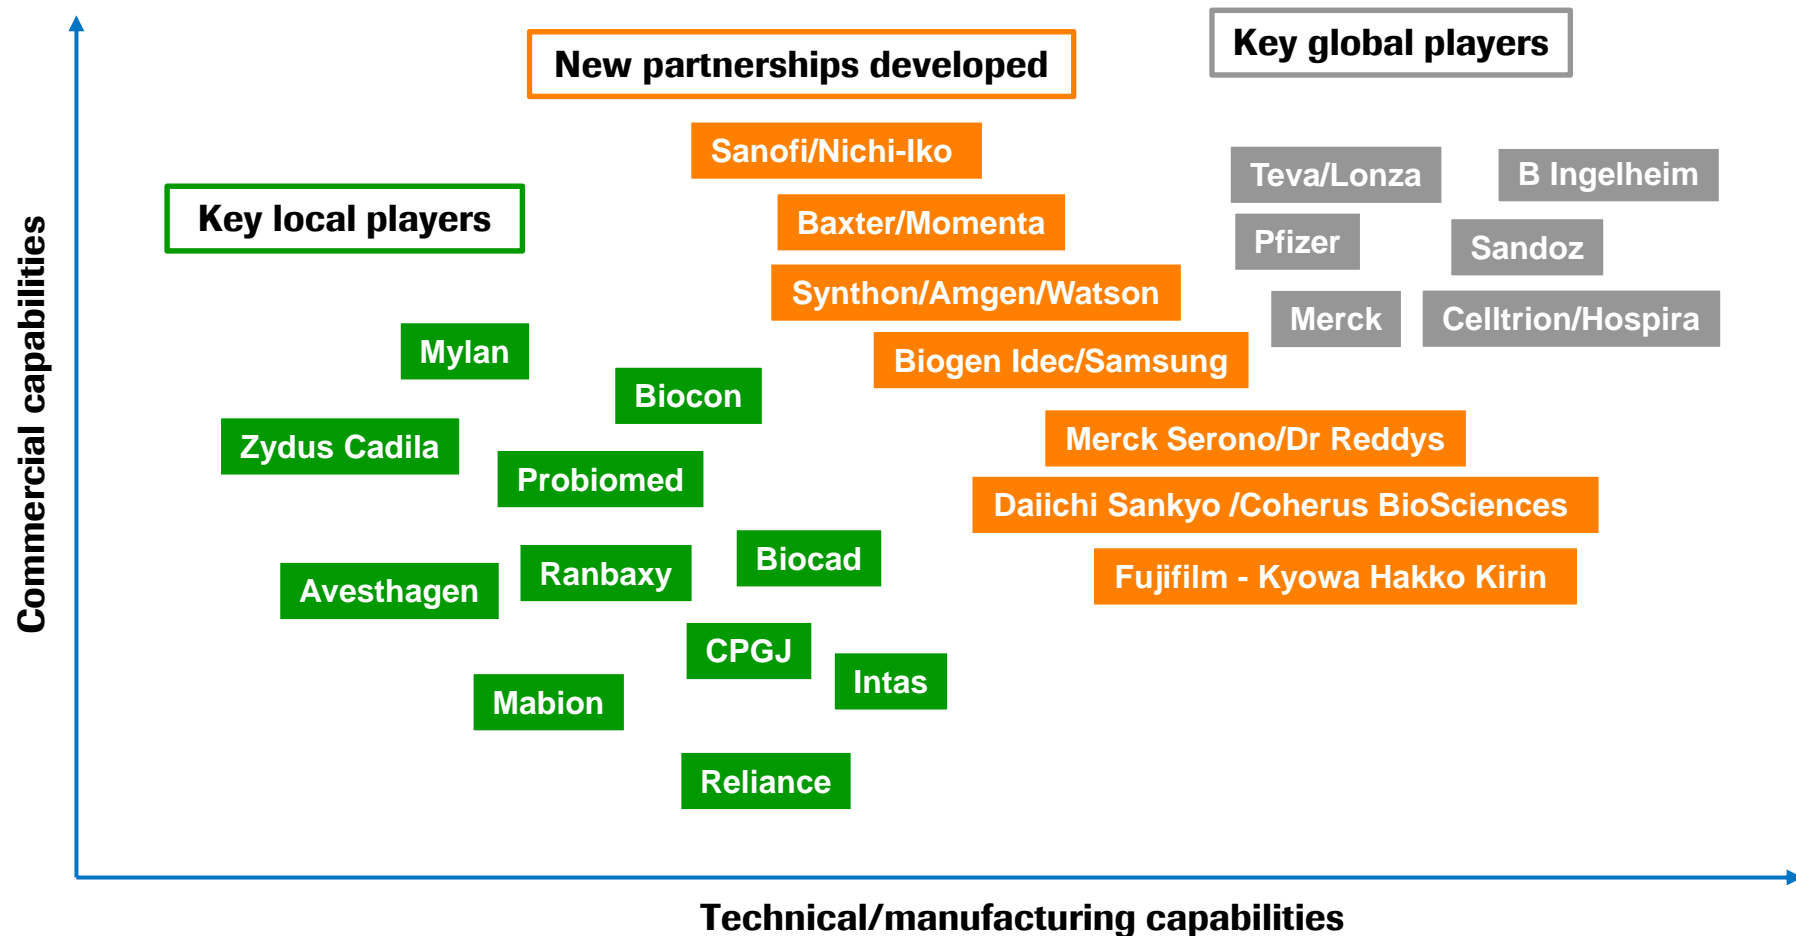 Key global players
New partnerships developed
Sanofi/Nichi-Iko
Teva/Lonza
B Ingelheim
Key local players
Baxter/Momenta
Pfizer
Sandoz
Synthon/Amgen/Watson
Merck
Celltrion/Hospira
Mylan
Biogen Idec/Samsung
Biocon
Zydus Cadila
Merck Serono/Dr Reddys
Probiomed
Daiichi Sankyo /Coherus BioSciences
Biocad
Ranbaxy
Avesthagen
Fujifilm - Kyowa Hakko Kirin
CPGJ
Intas
Mabion
Reliance
Commercial capabilities
Technical/manufacturing capabilities